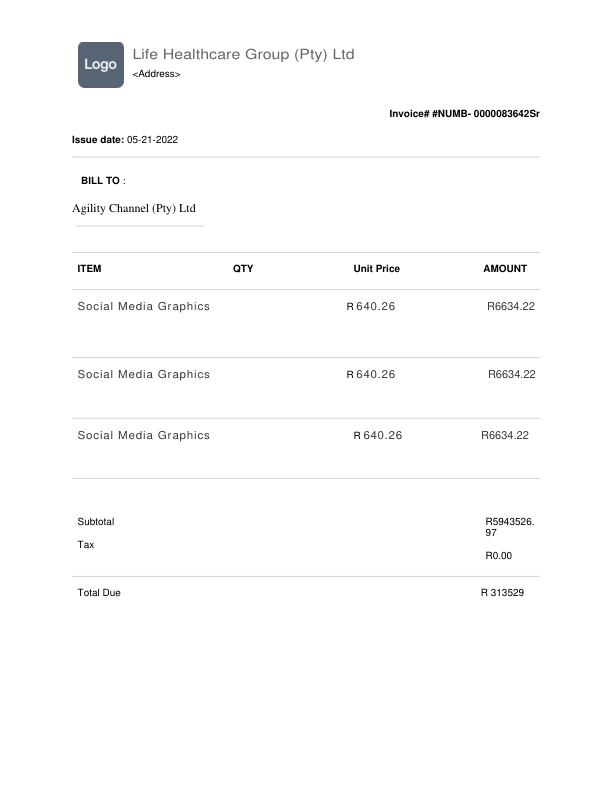 Logo
Life Healthcare Group (Pty) Ltd
<Address>
Invoice# #NUMB- 0000083642Sr
Issue date: 05-21-2022
BILL TO :
Agility Channel (Pty) Ltd
ITEM QTY Unit Price AMOUNT
Social Media Graphics R 640.26 R6634.22
Social Media Graphics R 640.26 R6634.22
Social Media Graphics R 640.26 R6634.22
Subtotal R5943526.
97
Tax
R0.00
Total Due R 313529